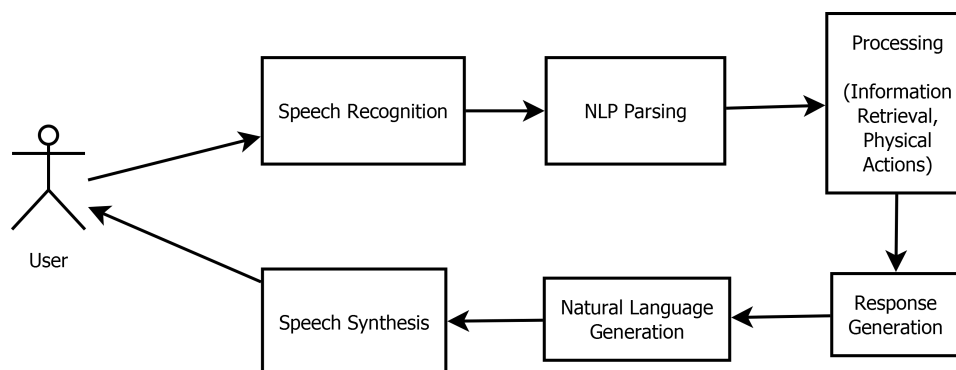 Speech Recognition
NLP Parsing
Processing
(Information
Retrieval,
Physical
Actions)
User
Speech Synthesis
Natural Language
Generation
Response
Generation